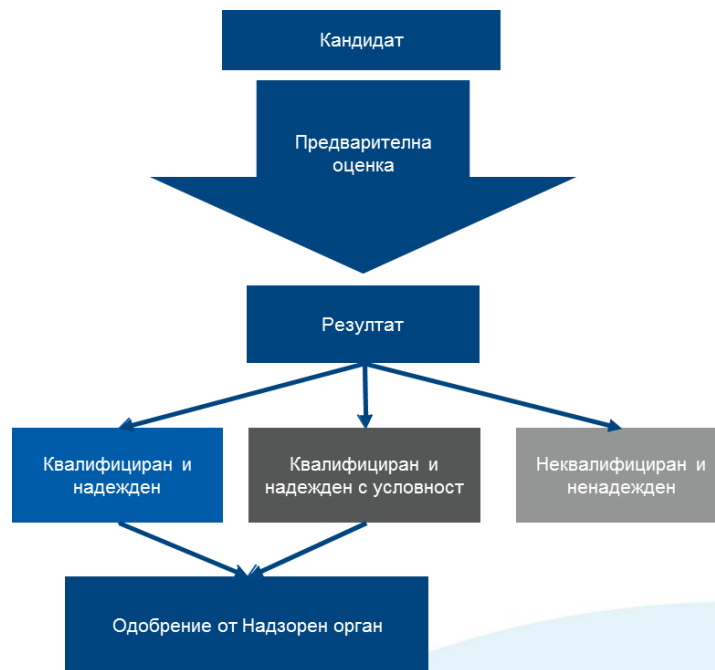 Кандидат
Предварителна
оценка
Резултат
Квалифициран и
надежден
Квалифициран и
надежден с условност
Неквалифициран и
ненадежден
Одобрение от Надзорен орган